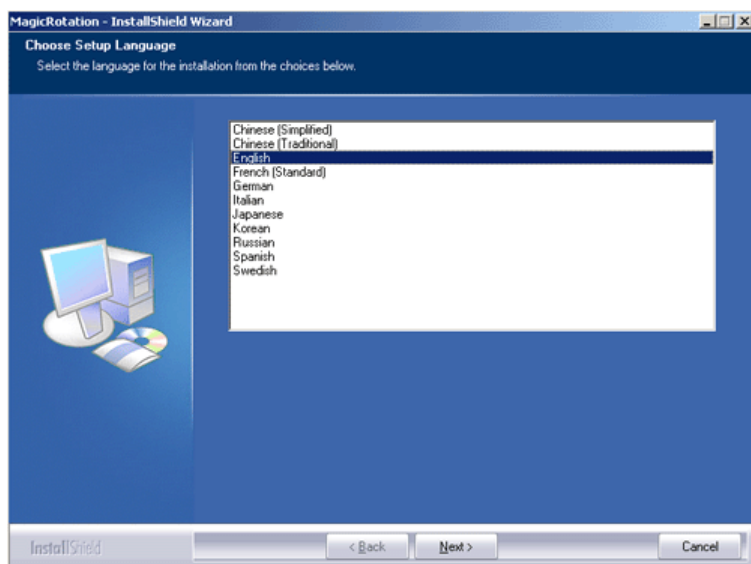 MagicRotation - InstallShield Wizard
Choose Setup Language
Select the language for the installation from the choices below.
Chinese (Simplified)
Chinese (Traditional)
English
French (Standard)
German
Italian
Japanese
Korean
Russian
Spanish
Swedish
InstallShield
< Back
Next >
Cancel